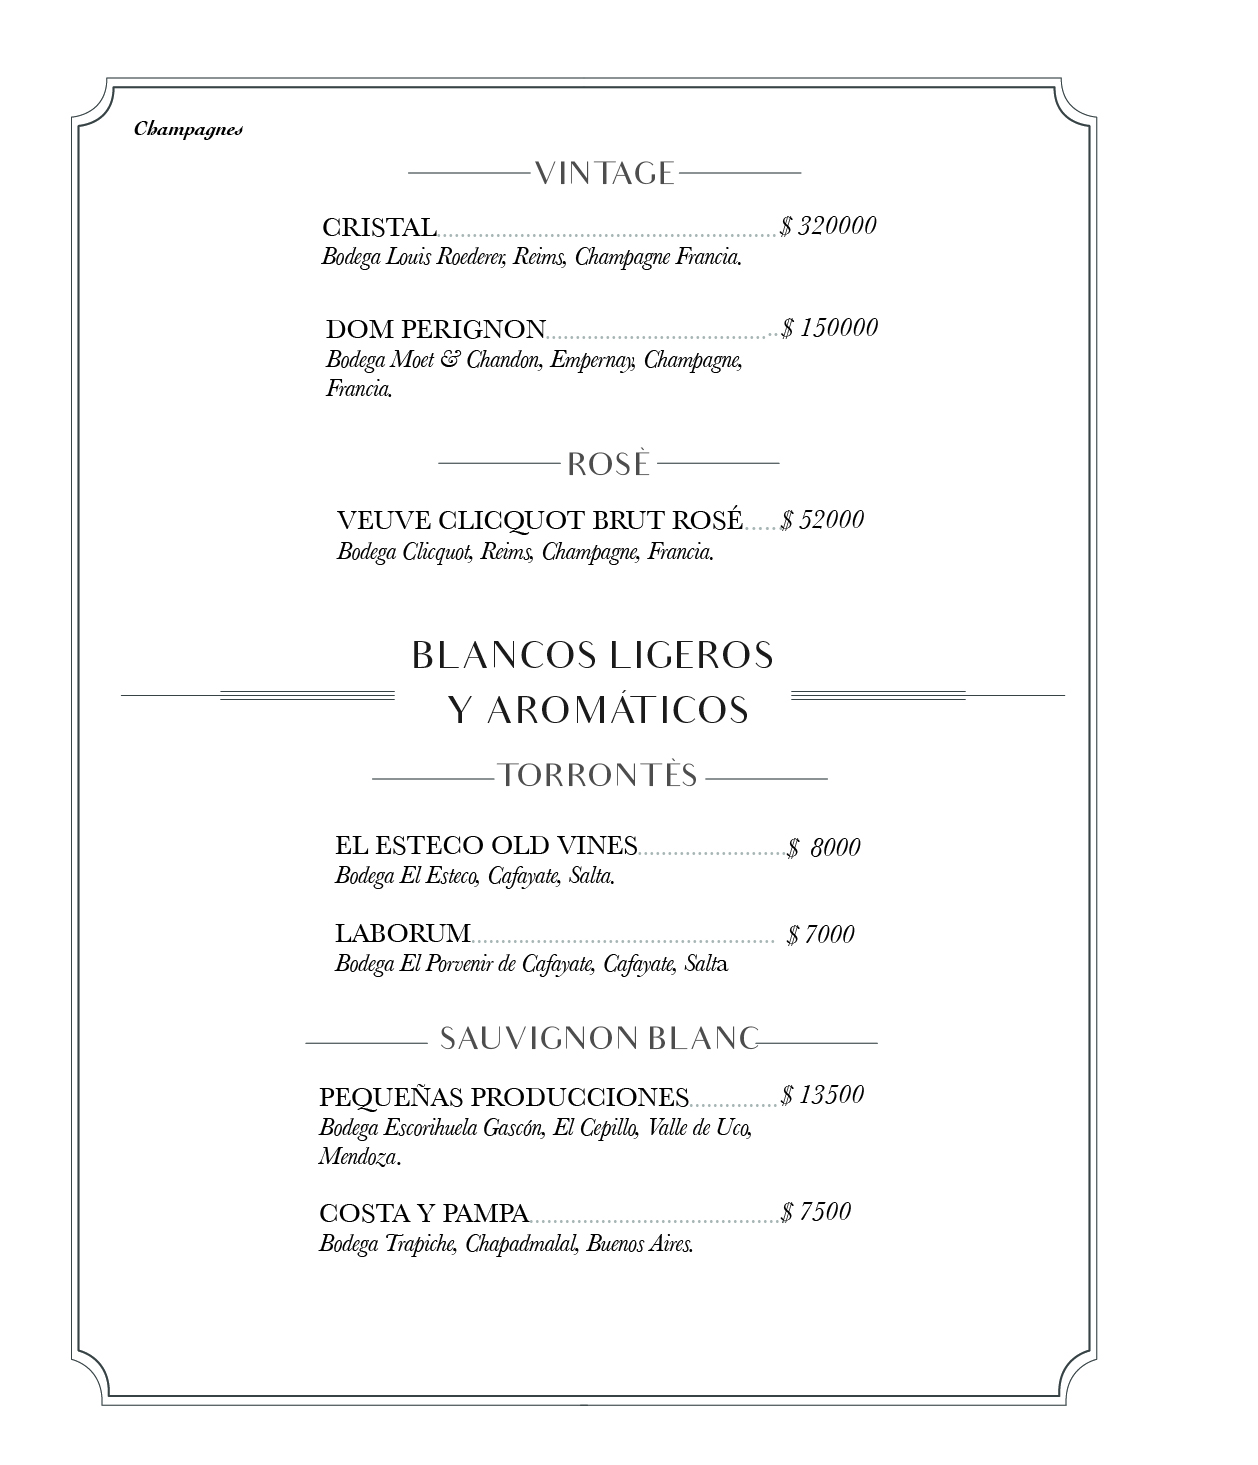 Champagnes
VINTAGE
CRISTAL........................................................$ 320000
Bodega Louis Roederer, Reims, Champagne Francia.
DOM PERIGNON.......................................$ 150000
Bodega Moet & Chandon, Empernay, Champagne,
Francia.
ROSÈ
VEUVE CLICQUOT BRUT ROSÉ......$ 52000
Bodega Clicquot, Reims, Champagne, Francia.
BLANCOS LIGEROS
Y AROMÁTICOS
TORRONTÈS
EL ESTECO OLD VINES.........................$ 8000
Bodega El Esteco, Cafayate, Salta.
LABORUM................................................... $ 7000
Bodega El Porvenir de Cafayate, Cafayate, Salta
SAUVIGNON BLANC
PEQUEÑAS PRODUCCIONES...............$ 13500
Bodega Escorihuela Gascón, El Cepillo, Valle de Uco,
Mendoza.
COSTA Y PAMPA..........................................$ 7500
Bodega Trapiche, Chapadmalal, Buenos Aires.